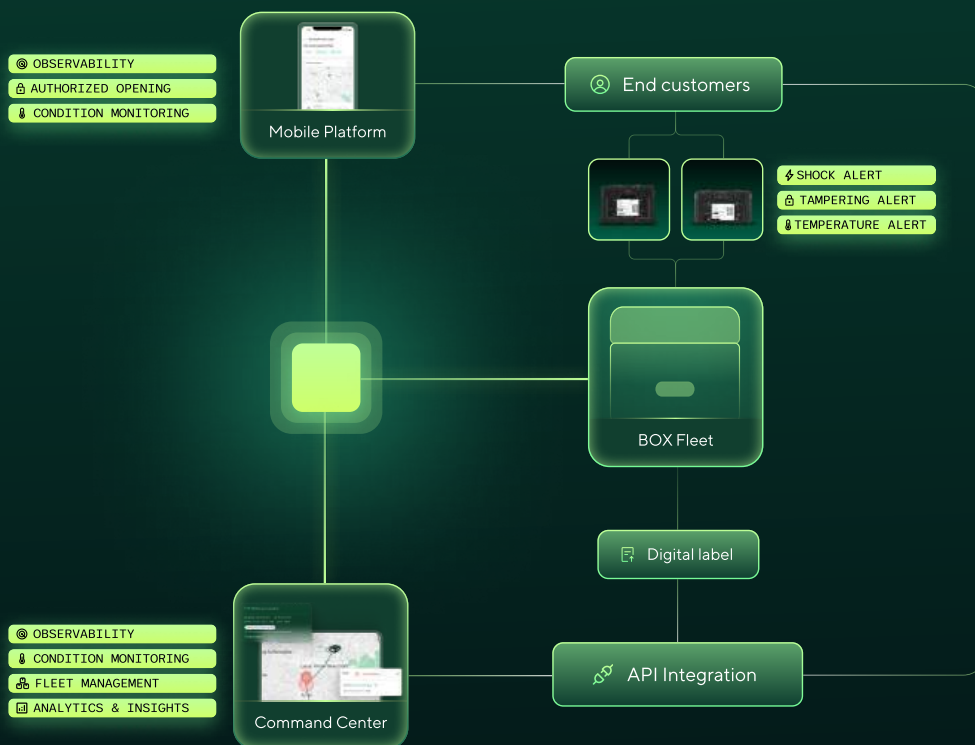 OBSERVABILITY
AUTHORIZED OPENING
CONDITION MONITORING
Mobile Platform
End customers
SHOCK ALERT
TAMPERING ALERT
TEMPERATURE ALERT
BOX Fleet
Digital label
OBSERVABILITY
CONDITION MONITORING
FLEET MANAGEMENT
ANALYTICS & INSIGHTS
Command Center
API Integration